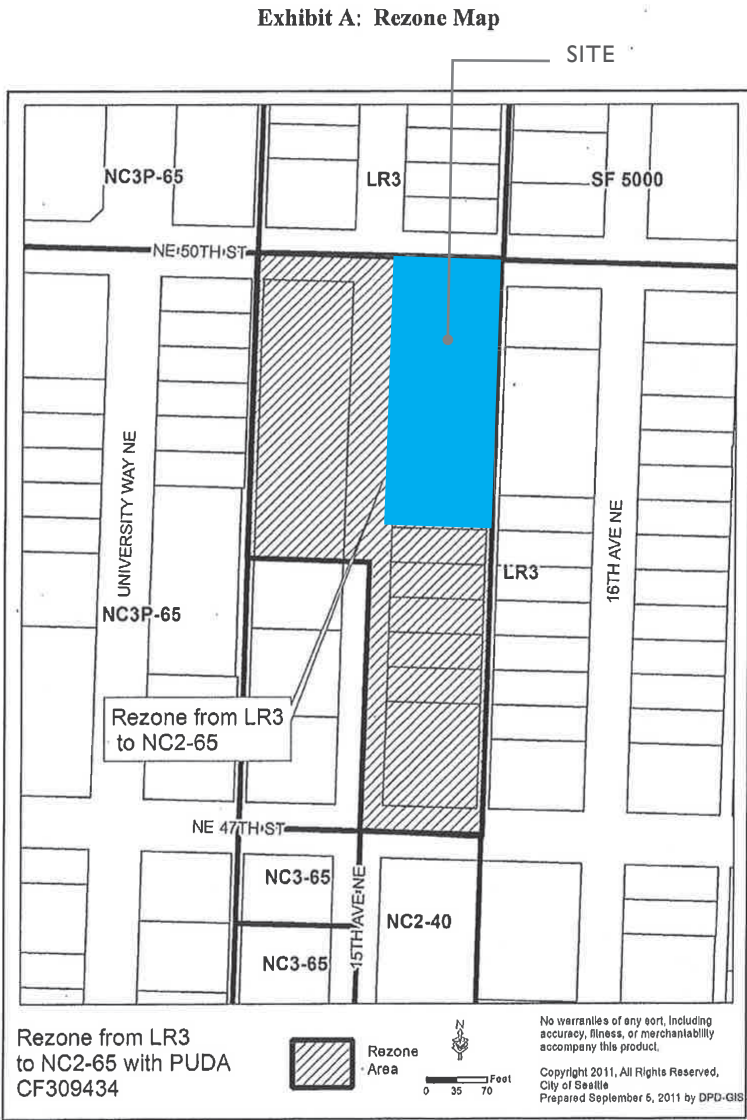 Exhibit A: Rezone Map
SITE
NC3P-65
LR3
SF 5000
NE 50TH ST
UNIVERSITY WAY NE
16TH AVE NE
LR3
NC3P-65
Rezone from LR3
to NC2-65
NE 47TH ST
NC3-65
15TH AVE NE
NC2-40
NC3-65
Rezone from LR3
to NC2-65 with PUDA
CF309434
Rezone
Area
N
Feet
0 35 70
No warranties of any sort, including
accuracy, fitness, or merchantability
accompany this product.
Copyright 2011, All Rights Reserved,
City of Seattle
Prepared September 6, 2011 by DPD-GIS